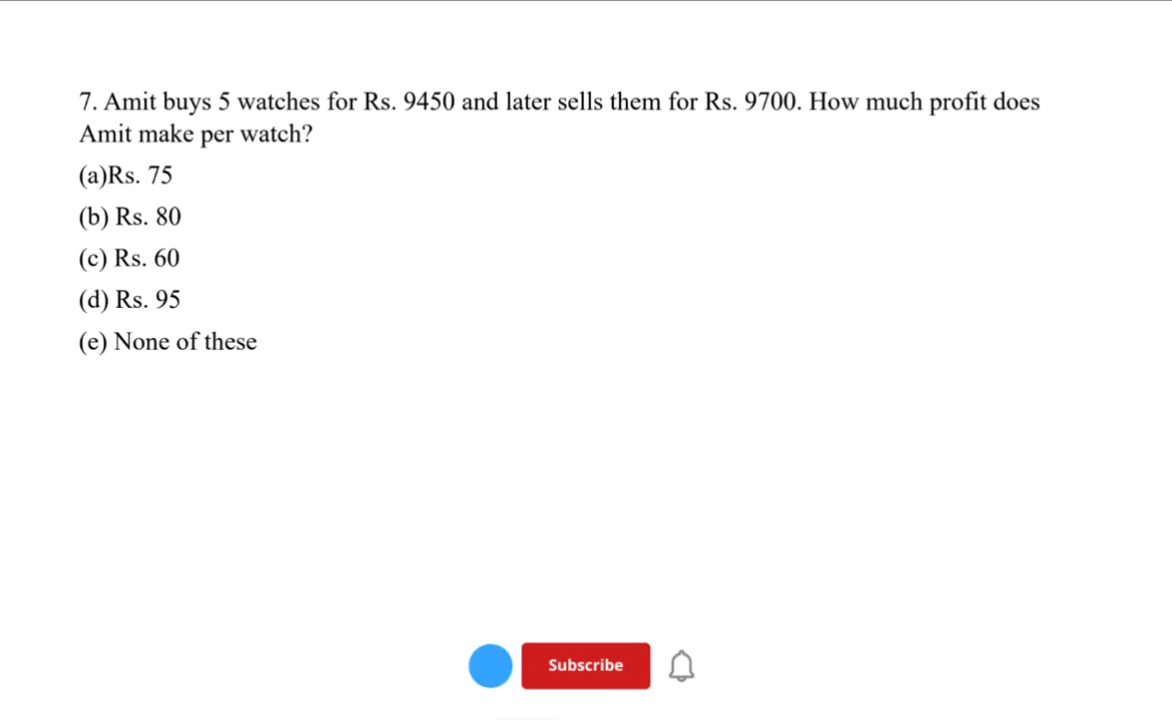 7. Amit buys 5 watches for Rs. 9450 and later sells them for Rs. 9700. How much profit does
Amit make per watch?
(a)Rs. 75
(b) Rs. 80
(c) Rs. 60
(d) Rs. 95
(e) None of these
Subscribe